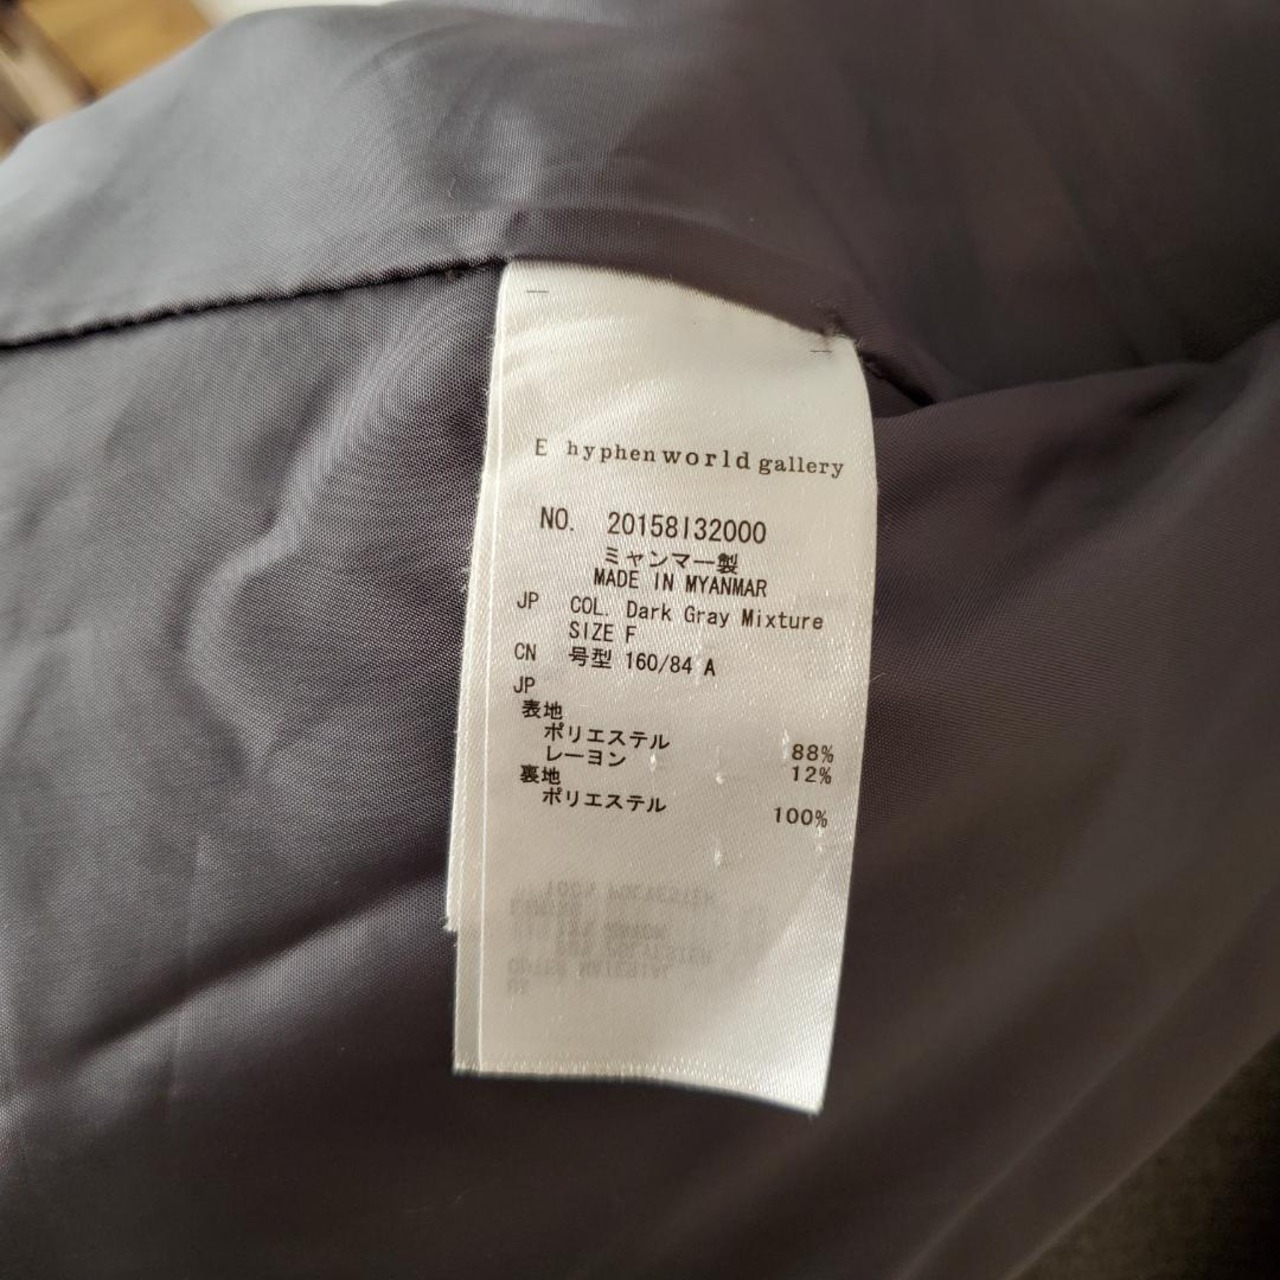 E hyphen world gallery
NO. 20158132000
ミャンマー製
MADE IN MYANMAR
JP COL. Dark Gray Mixture
SIZE F
CN 号型 160/84 A
JP
表地
ポリエステル 88%
レーヨン 12%
裏地
ポリエステル 100%